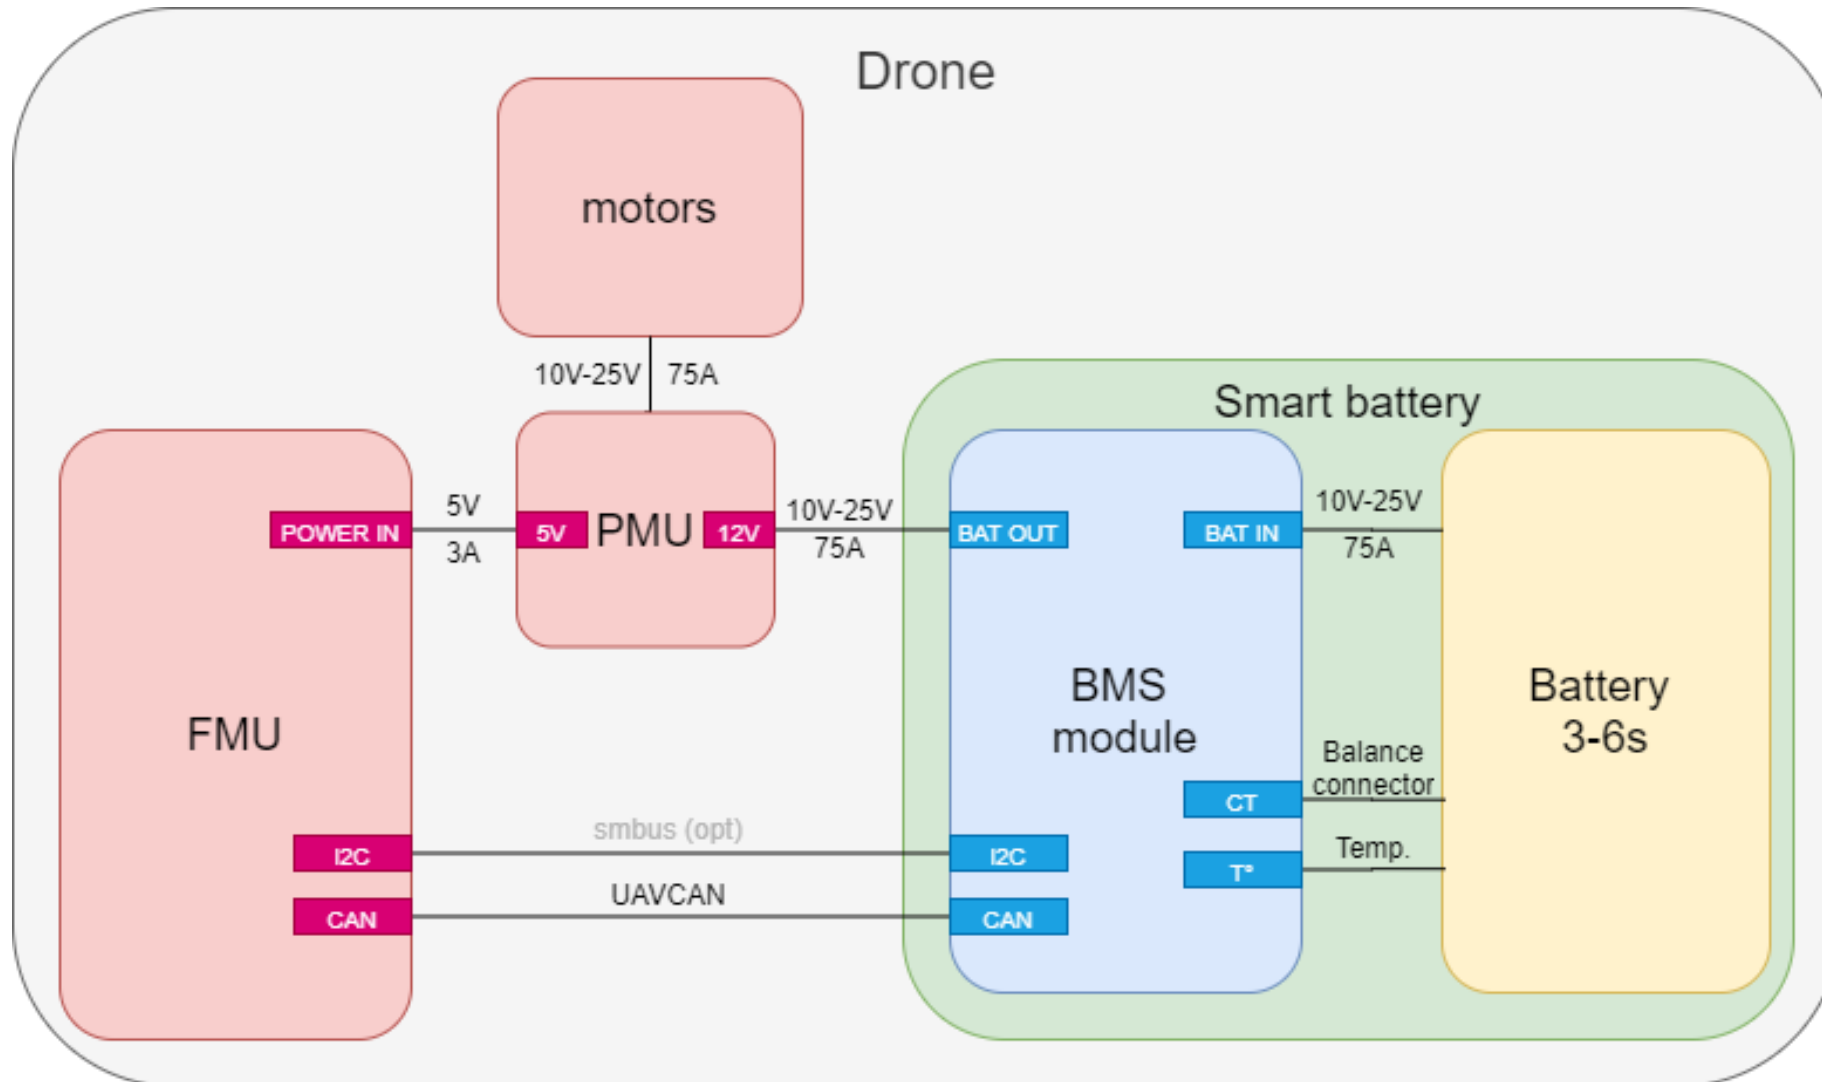 Drone
motors
10V-25V 75A
Smart battery
5V
POWER IN
3A
5V
PMU
12V
10V-25V
75A
BAT OUT
BAT IN
10V-25V
75A
FMU
BMS
module
Battery
3-6s
Balance
connector
CT
Temp.
T°
smbus (opt)
I2C
I2C
UAVCAN
CAN
CAN